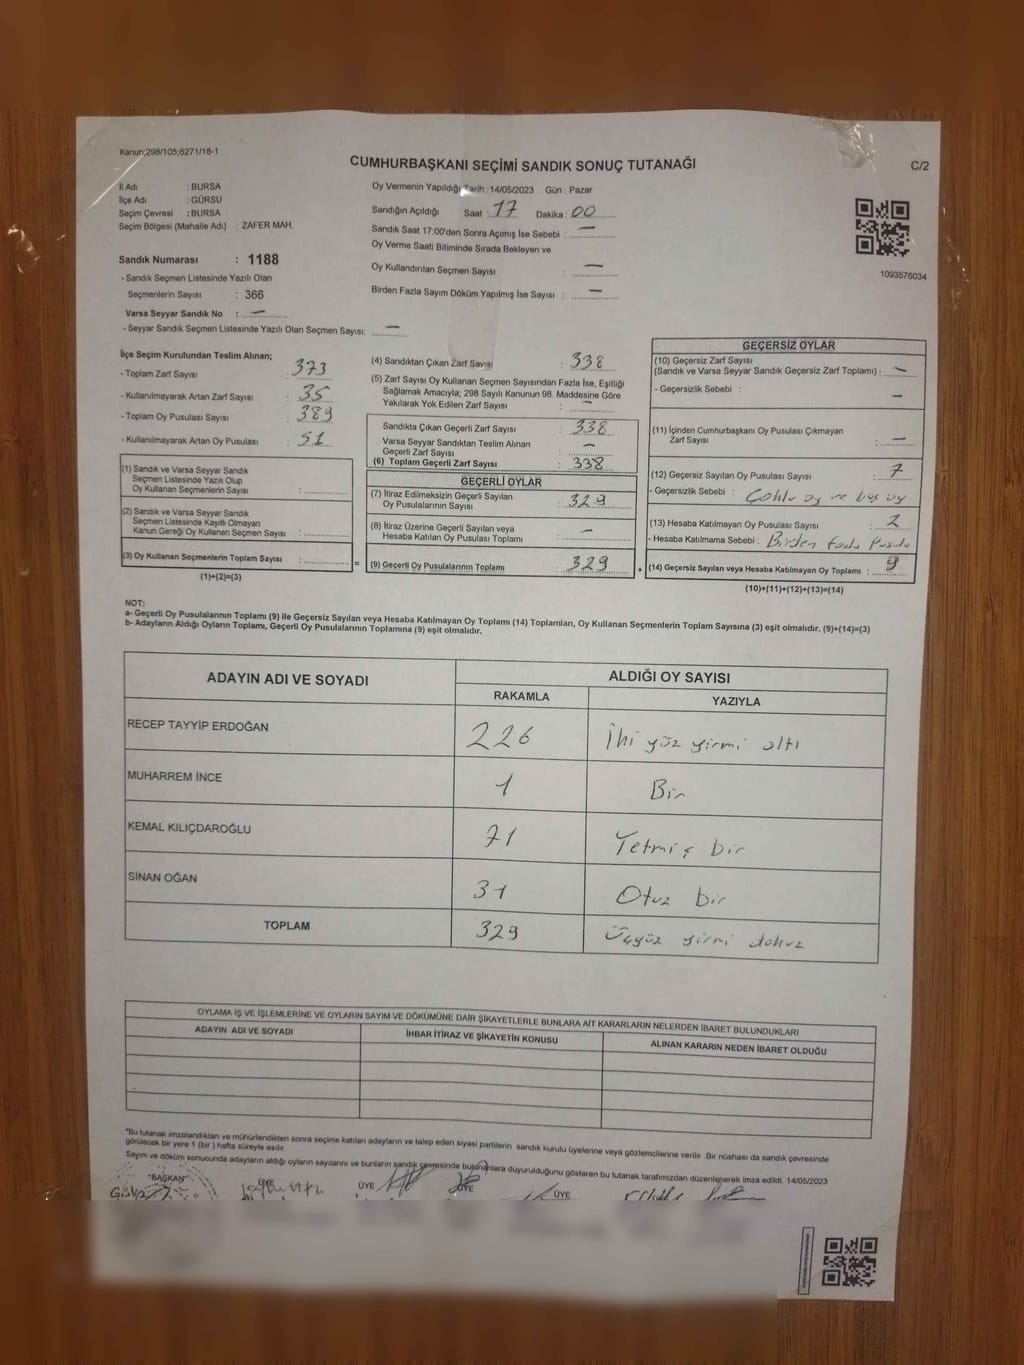 Kanun;298/105;6271/18-1
CUMHURBAŞKANI SEÇİMİ SANDIK SONUÇ TUTANAĞI
C/2
İl Adı : BURSA
İlçe Adı : GÜRSU
Seçim Çevresi : BURSA
Seçim Bölgesi (Mahalle Adı) : ZAFER MAH.
Sandık Numarası : 1188
- Sandık Seçmen Listesinde Yazılı Olan
Seçmenlerin Sayısı : 366
Varsa Seyyar Sandık No : —
- Seyyar Sandık Seçmen Listesinde Yazılı Olan Seçmen Sayısı: —
Oy Vermenin Yapıldığı Tarih : 14/05/2023 Gün : Pazar
Sandığın Açıldığı Saat : 17 Dakika : 00
Sandık Saat 17:00'den Sonra Açımış İse Sebebi : —
Oy Verme Saati Bitiminde Sırada Bekleyen ve
Oy Kullandırılan Seçmen Sayısı : —
Birden Fazla Sayım Döküm Yapılmış İse Sayısı : —
1093576034
İlçe Seçim Kurulundan Teslim Alınan;
- Toplam Zarf Sayısı : 373
- Kullanılmayarak Artan Zarf Sayısı : 35
- Toplam Oy Pusulası Sayısı : 389
- Kullanılmayarak Artan Oy Pusulası : 51
(1) Sandık ve Varsa Seyyar Sandık
Seçmen Listesinde Yazılı Olup
Oy Kullanan Seçmenlerin Sayısı :
(2) Sandık ve Varsa Seyyar Sandık
Seçmen Listesinde Kayıtlı Olmayan
Kanun Gereği Oy Kullanan Seçmen Sayısı :
(3) Oy Kullanan Seçmenlerin Toplam Sayısı :
(1)+(2)=(3)
(4) Sandıktan Çıkan Zarf Sayısı : 338
(5) Zarf Sayısı Oy Kullanan Seçmen Sayısından Fazla İse, Eşitliği
Sağlamak Amacıyla; 298 Sayılı Kanunun 98. Maddesine Göre
Yakılarak Yok Edilen Zarf Sayısı : —
Sandıkta Çıkan Geçerli Zarf Sayısı : 338
Varsa Seyyar Sandıktan Teslim Alınan
Geçerli Zarf Sayısı : —
(6) Toplam Geçerli Zarf Sayısı : 338
GEÇERLİ OYLAR
(7) İtiraz Edilmeksizin Geçerli Sayılan
Oy Pusulalarının Sayısı : 329
(8) İtiraz Üzerine Geçerli Sayılan veya
Hesaba Katılan Oy Pusulası Toplamı : —
= (9) Geçerli Oy Pusulalarının Toplamı : 329 +
GEÇERSİZ OYLAR
(10) Geçersiz Zarf Sayısı
(Sandık ve Varsa Seyyar Sandık Geçersiz Zarf Toplamı) : —
- Geçersizlik Sebebi : —
(11) İçinden Cumhurbaşkanı Oy Pusulası Çıkmayan
Zarf Sayısı : —
(12) Geçersiz Sayılan Oy Pusulası Sayısı : 7
- Geçersizlik Sebebi : Çoklu oy ve boş oy
(13) Hesaba Katılmayan Oy Pusulası Sayısı : 2
- Hesaba Katılmama Sebebi : Birden fazla Pusula
(14) Geçersiz Sayılan veya Hesaba Katılmayan Oy Toplamı : 9
(10)+(11)+(12)+(13)=(14)
NOT:
a- Geçerli Oy Pusulalarının Toplamı (9) ile Geçersiz Sayılan veya Hesaba Katılmayan Oy Toplamı (14) Toplamları, Oy Kullanan Seçmenlerin Toplam Sayısına (3) eşit olmalıdır. (9)+(14)=(3)
b- Adayların Aldığı Oyların Toplamı, Geçerli Oy Pusulalarının Toplamına (9) eşit olmalıdır.
ADAYIN ADI VE SOYADI ALDIĞI OY SAYISI
RAKAMLA YAZIYLA
RECEP TAYYİP ERDOĞAN 226 İki yüz yirmi altı
MUHARREM İNCE 1 Bir
KEMAL KILIÇDAROĞLU 71 Yetmiş bir
SİNAN OĞAN 31 Otuz bir
TOPLAM 329 Üçyüz yirmi dokuz
OYLAMA İŞ VE İŞLEMLERİNE VE OYLARIN SAYIM VE DÖKÜMÜNE DAİR ŞİKAYETLERLE BUNLARA AİT KARARLARIN NELERDEN İBARET BULUNDUKLARI
ADAYIN ADI VE SOYADI İHBAR İTİRAZ VE ŞİKAYETİN KONUSU ALINAN KARARIN NEDEN İBARET OLDUĞU
*Bu tutanak imzalandıktan ve mühürlendikten sonra seçime katılan adayların ve talep eden siyasi partilerin sandık kurulu üyelerine veya gözlemcilerine verilir. Bir nüshası da sandık çevresinde
görülecek bir yere 1 (bir) hafta süreyle asılır.
Sayım ve döküm sonucunda adayların aldığı oyların sayılarını ve bunların sandık çevresinde bulunanlara duyurulduğunu gösteren bu tutanak tarafımızdan düzenlenerek imza edildi. 14/05/2023
BAŞKAN ÜYE ÜYE ÜYE ÜYE